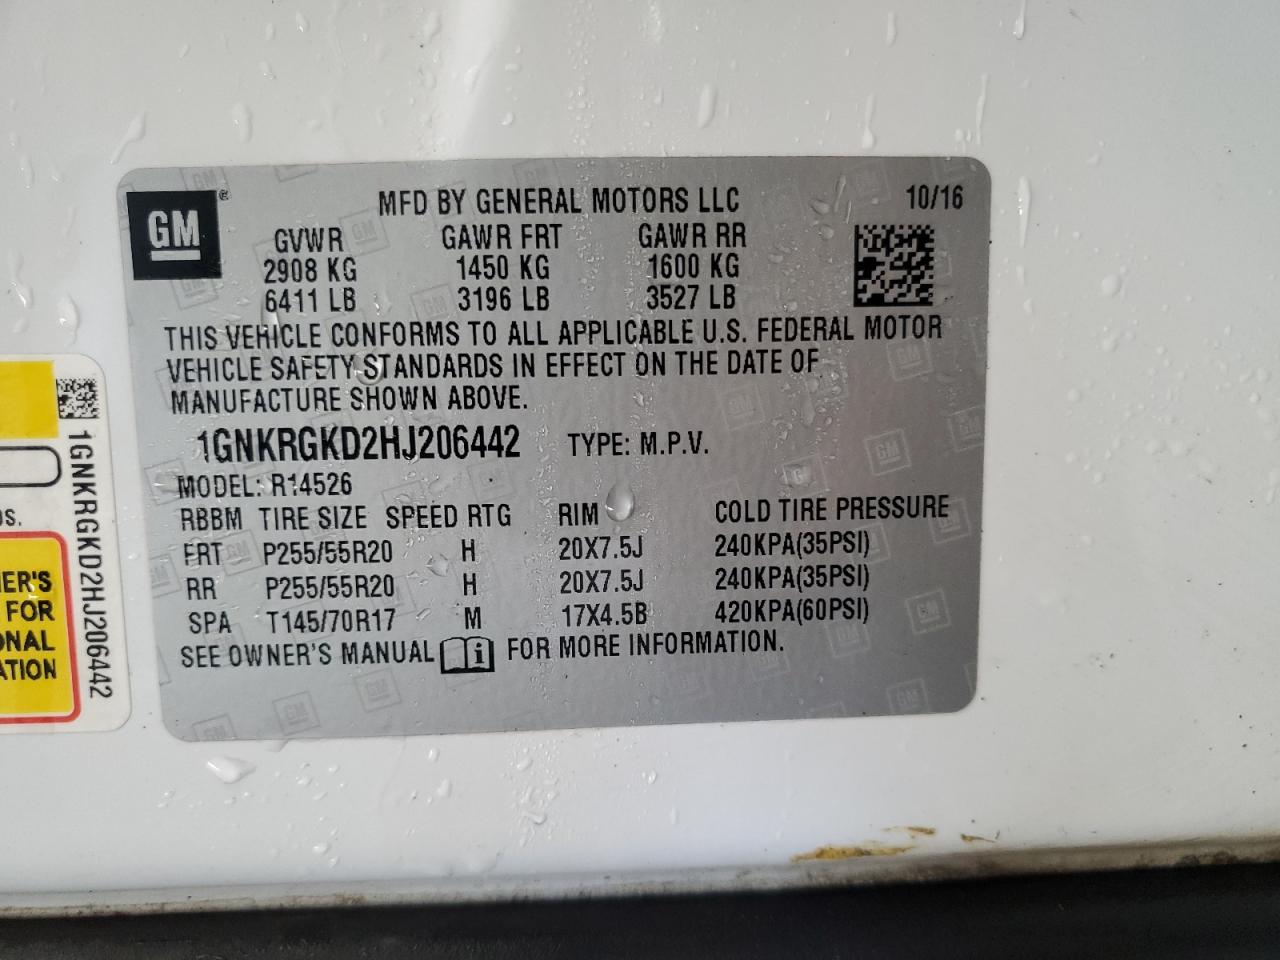 GM®
MFD BY GENERAL MOTORS LLC 10/16
GVWR GAWR FRT GAWR RR
2908 KG 1450 KG 1600 KG
6411 LB 3196 LB 3527 LB
THIS VEHICLE CONFORMS TO ALL APPLICABLE U.S. FEDERAL MOTOR
VEHICLE SAFETY STANDARDS IN EFFECT ON THE DATE OF
MANUFACTURE SHOWN ABOVE.
1GNKRGKD2HJ206442 TYPE: M.P.V.
MODEL: R14526
RBBM TIRE SIZE SPEED RTG RIM COLD TIRE PRESSURE
FRT P255/55R20 H 20X7.5J 240KPA(35PSI)
RR P255/55R20 H 20X7.5J 240KPA(35PSI)
SPA T145/70R17 M 17X4.5B 420KPA(60PSI)
SEE OWNER'S MANUAL i FOR MORE INFORMATION.
1GNKRGKD2HJ206442
FOR